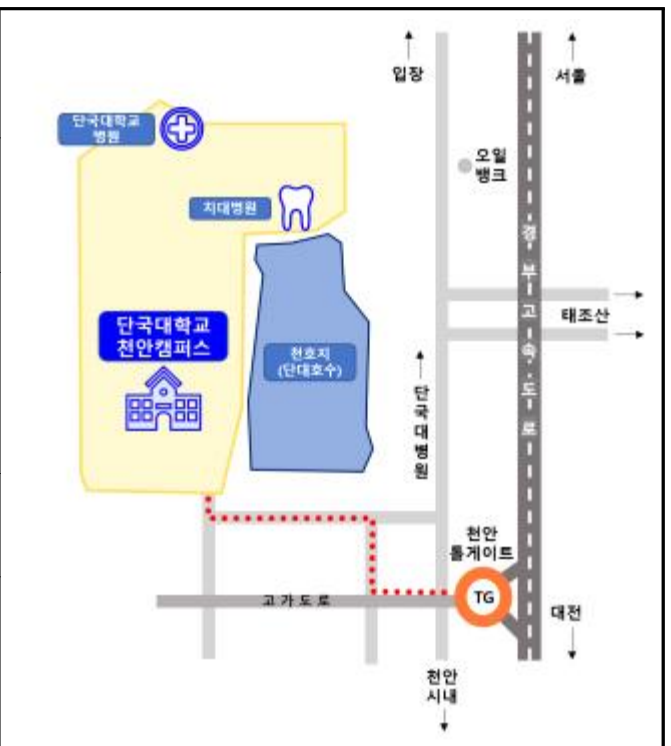 입장
서울
단국대학교
병원
오일
뱅크
치대병원
경부고속도로
태조산
단국대학교
천안캠퍼스
천호지
(단대호수)
단국대병원
천안
톨게이트
TG
고가도로
대전
천안
시내